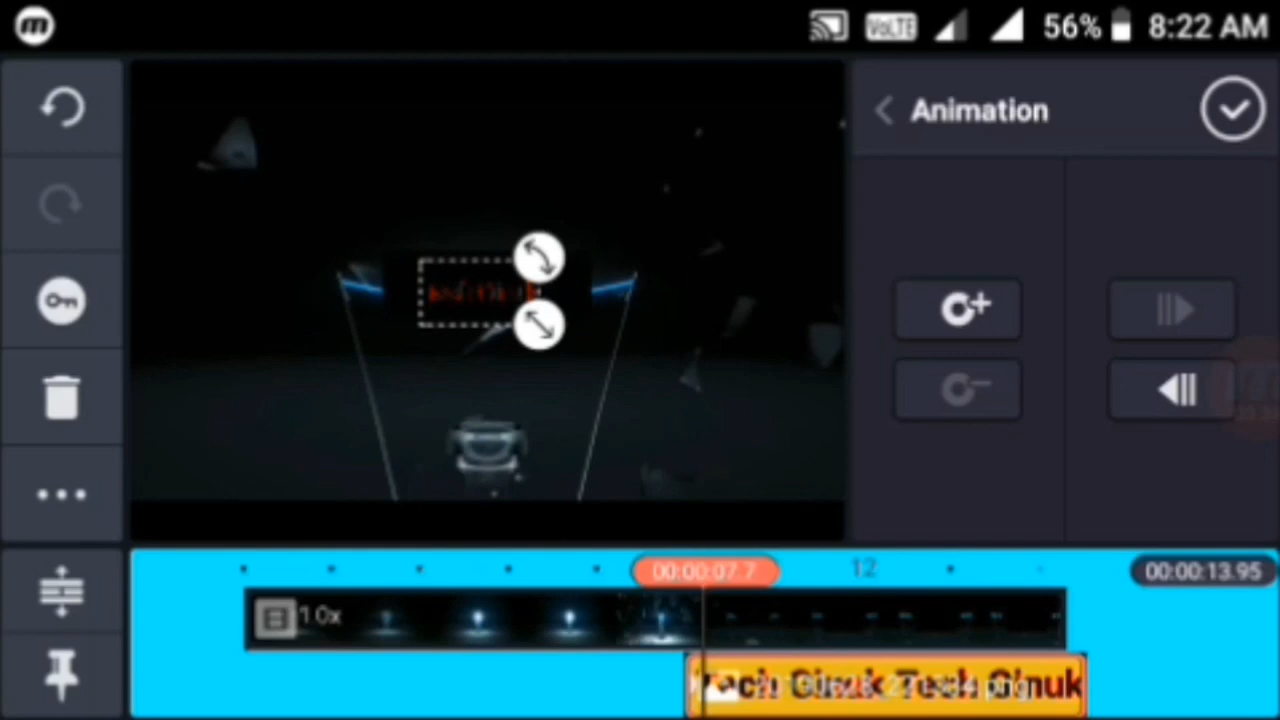 56% 8:22 AM
Animation
00:00:07.7
12
00:00:13.95
1.0x
Tech Ginuk Tech Ginuk